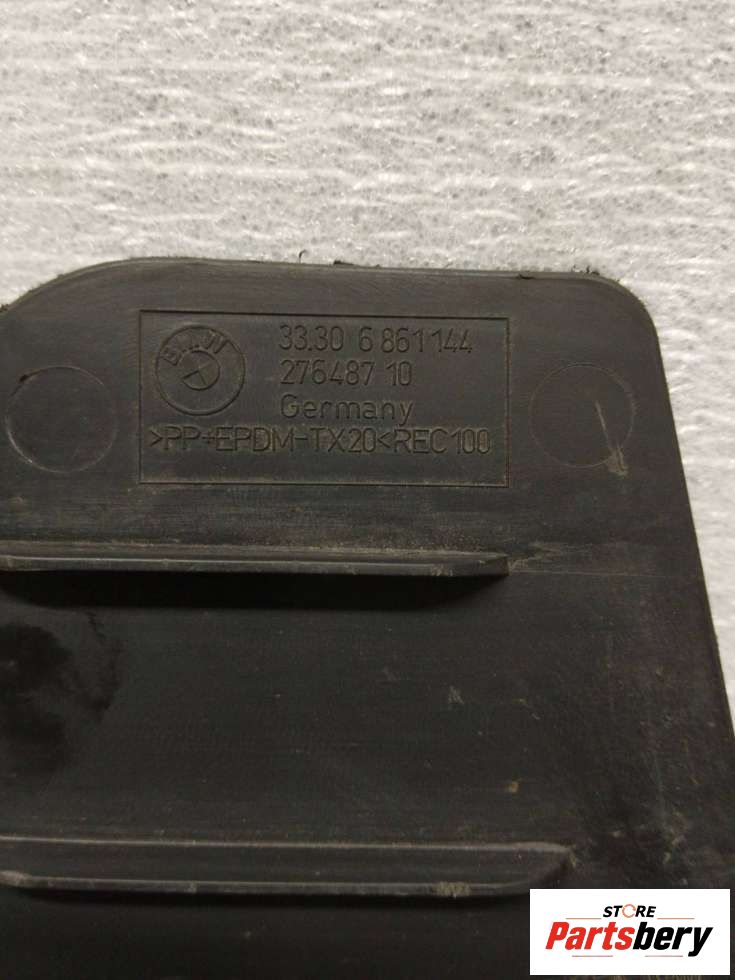 BMW
33.30 6 861 144
276487 10
Germany
>PP+EPDM-TX20<REC100
STORE
Partsbery